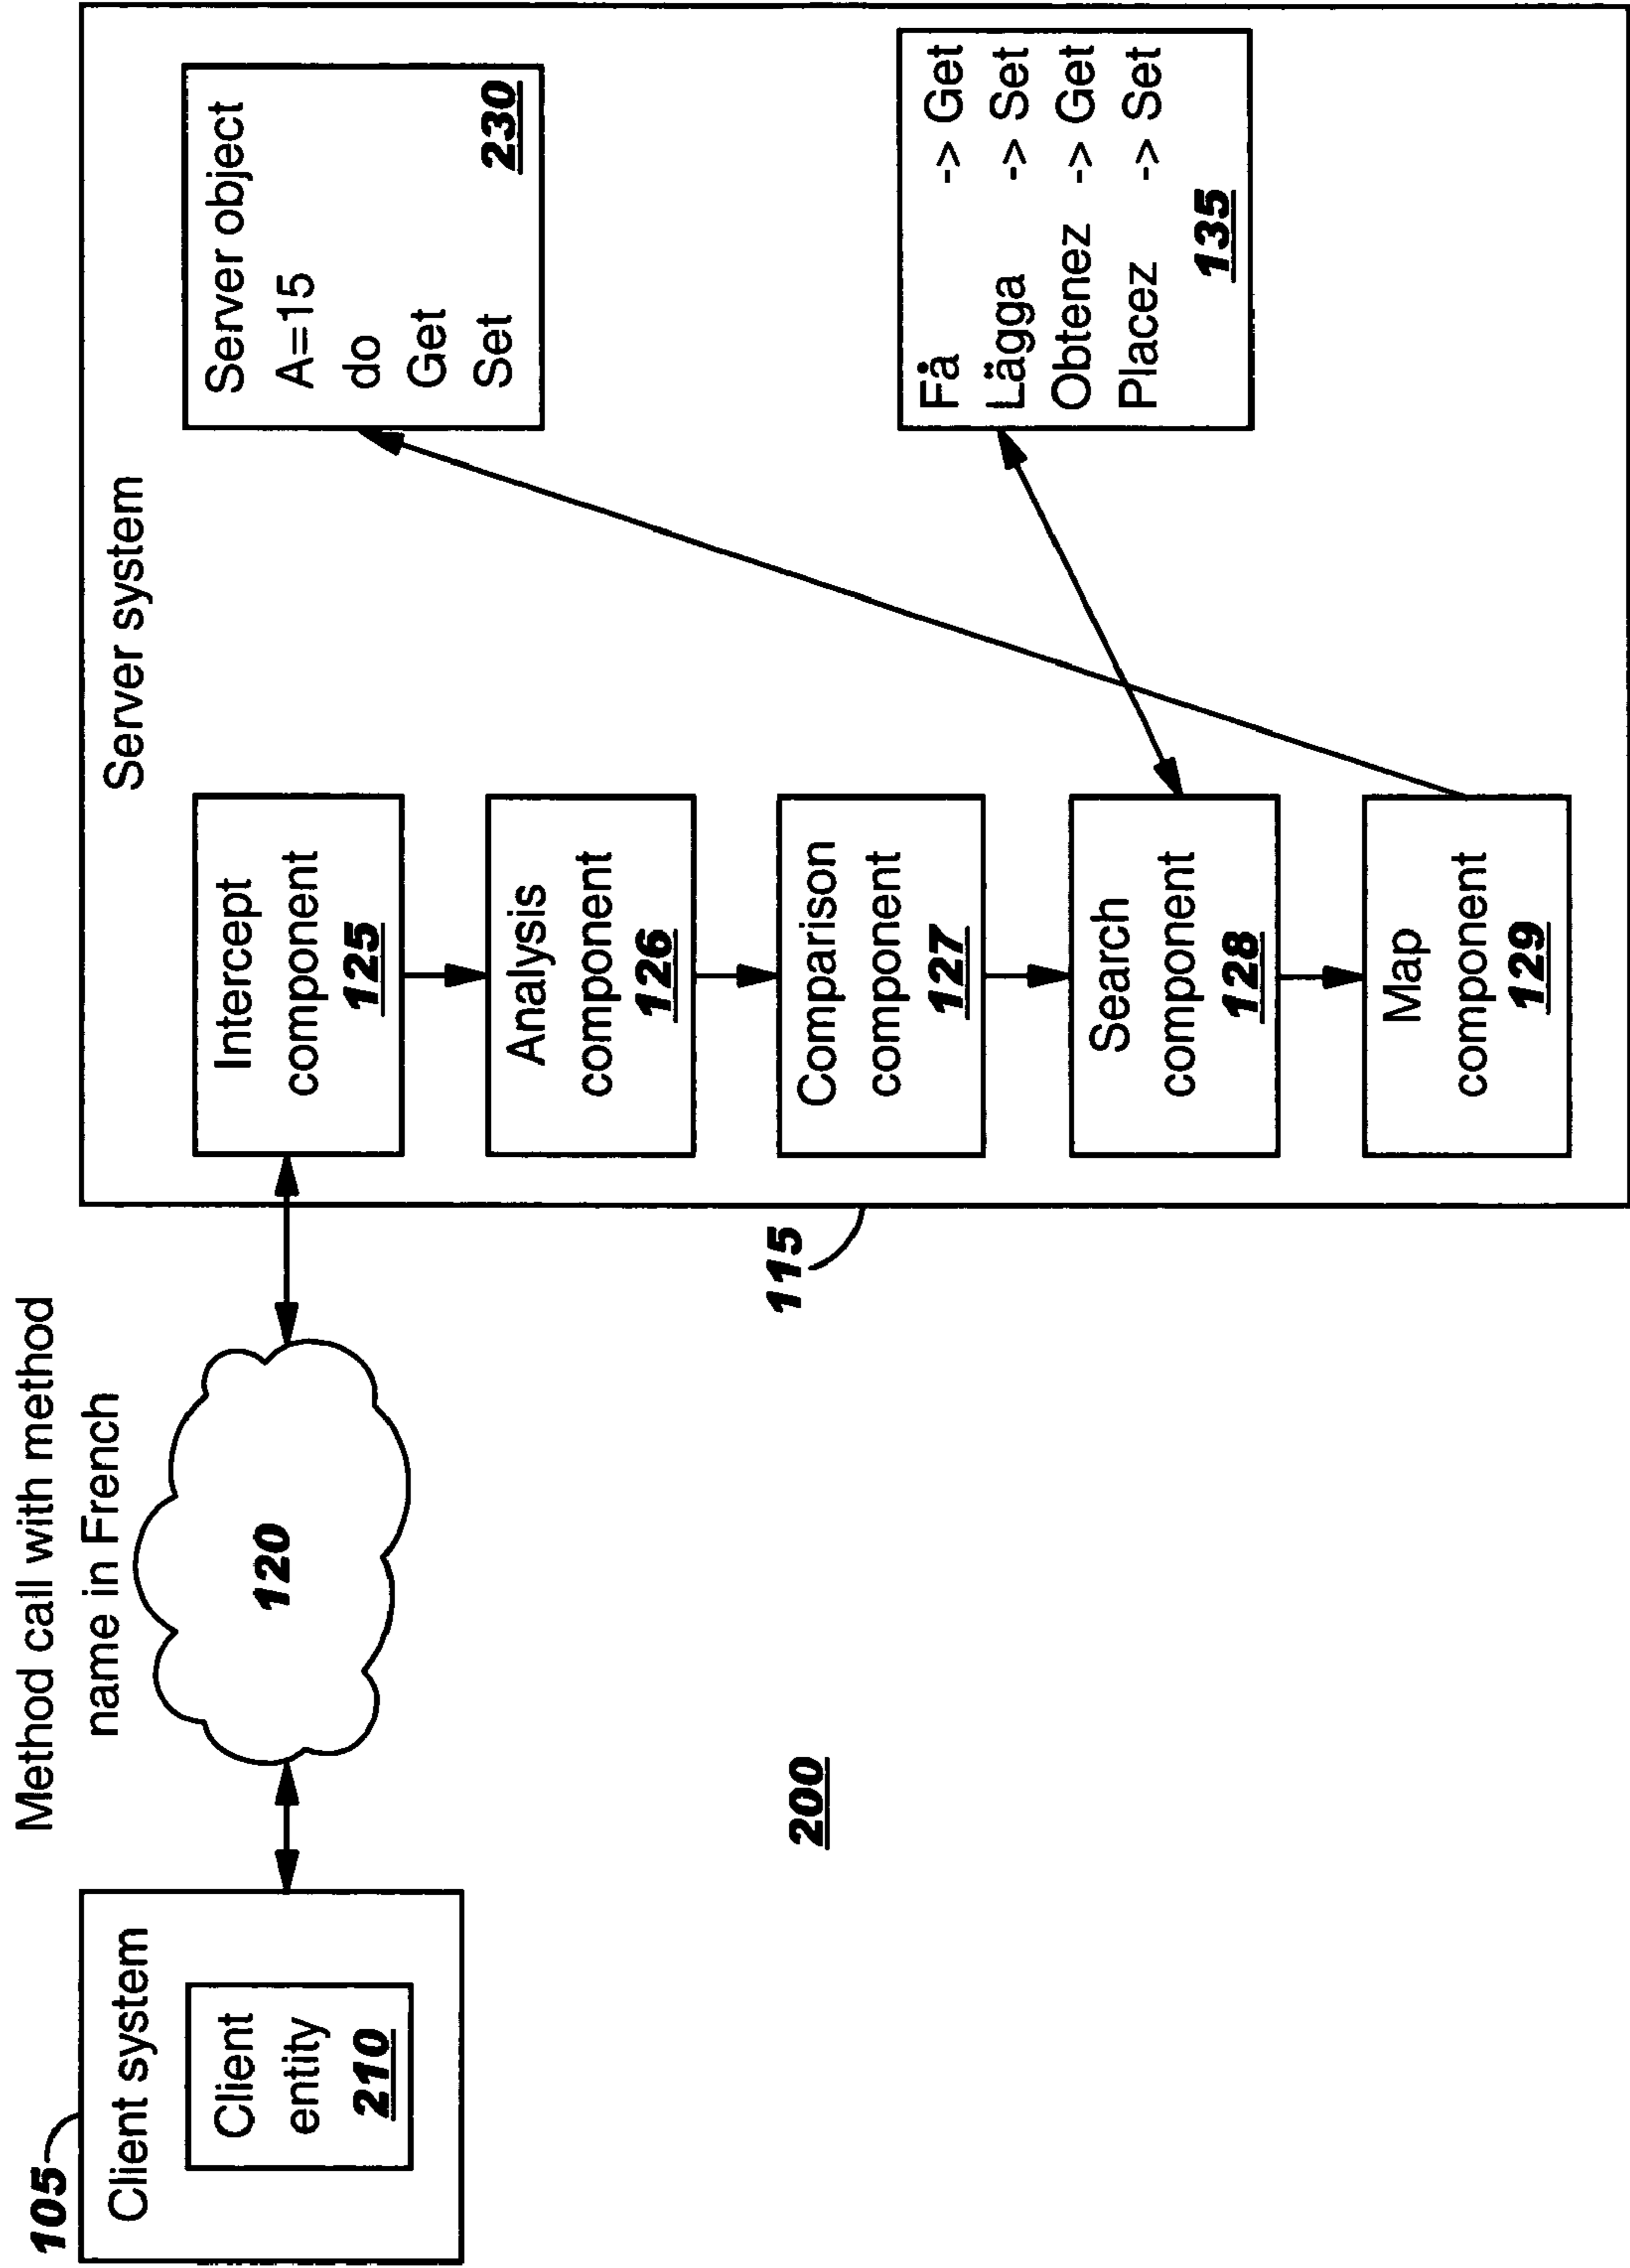 105
Client system
Client
entity
210
Method call with method
name in French
120
200
115
Server system
Intercept
component
125
Analysis
component
126
Comparison
component
127
Search
component
128
Map
component
129
Server object
A=15
do
Get
Set
230
Få -> Get
Lägga -> Set
Obtenez -> Get
Placez -> Set
135